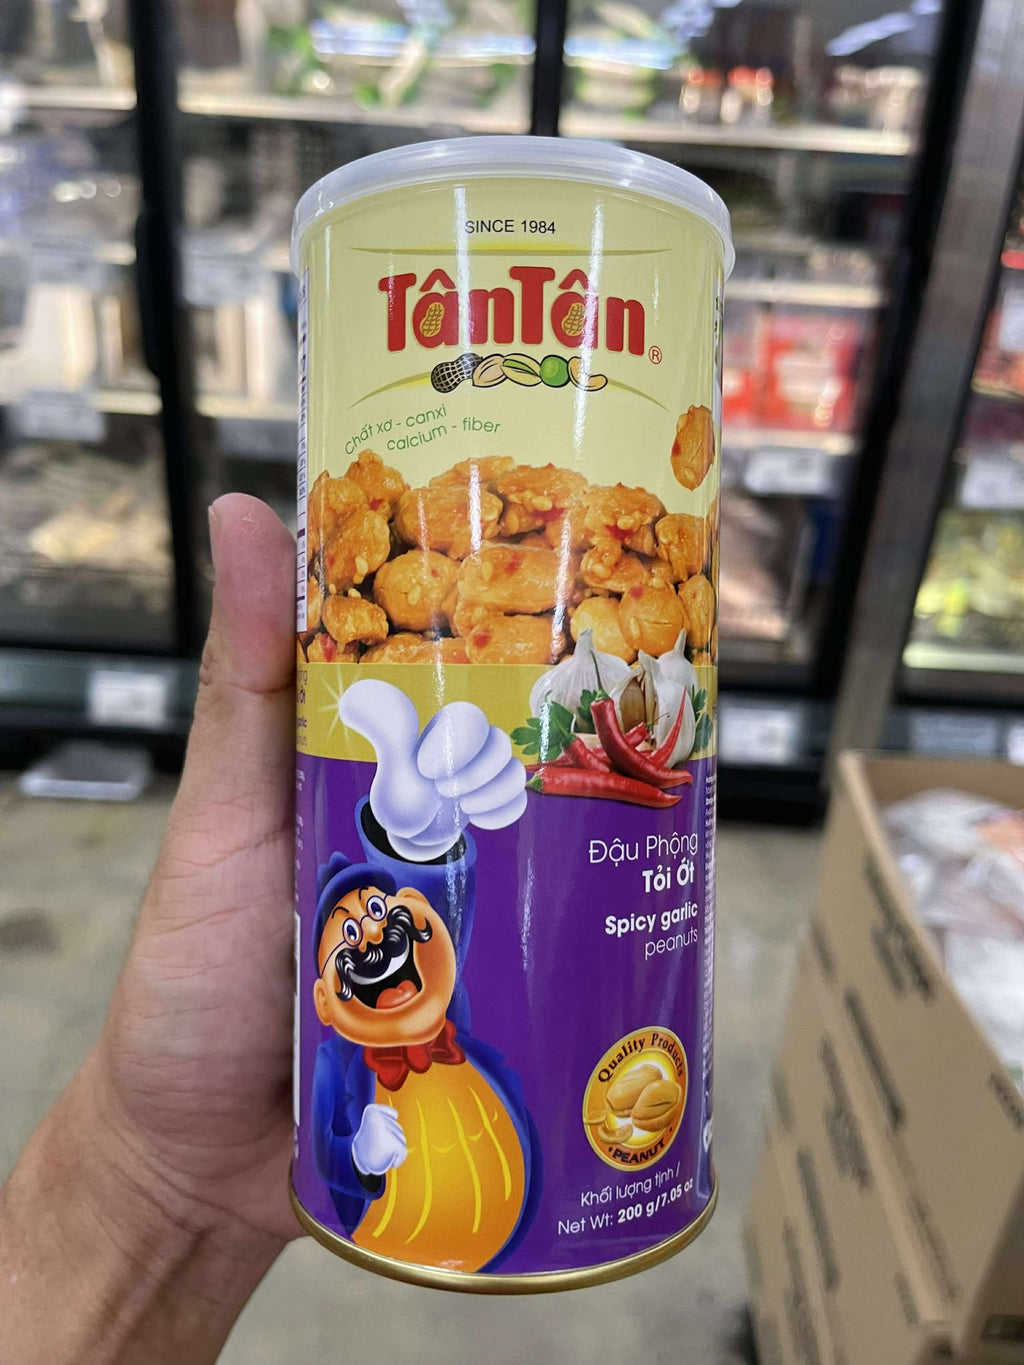 SINCE 1984
TânTân
®
Chất xơ - canxi
calcium - fiber
Đậu Phộng
Tỏi Ớt
Spicy garlic
peanuts
Quality Products
PEANUT
Khối lượng tịnh /
Net Wt: 200 g/7.05 oz